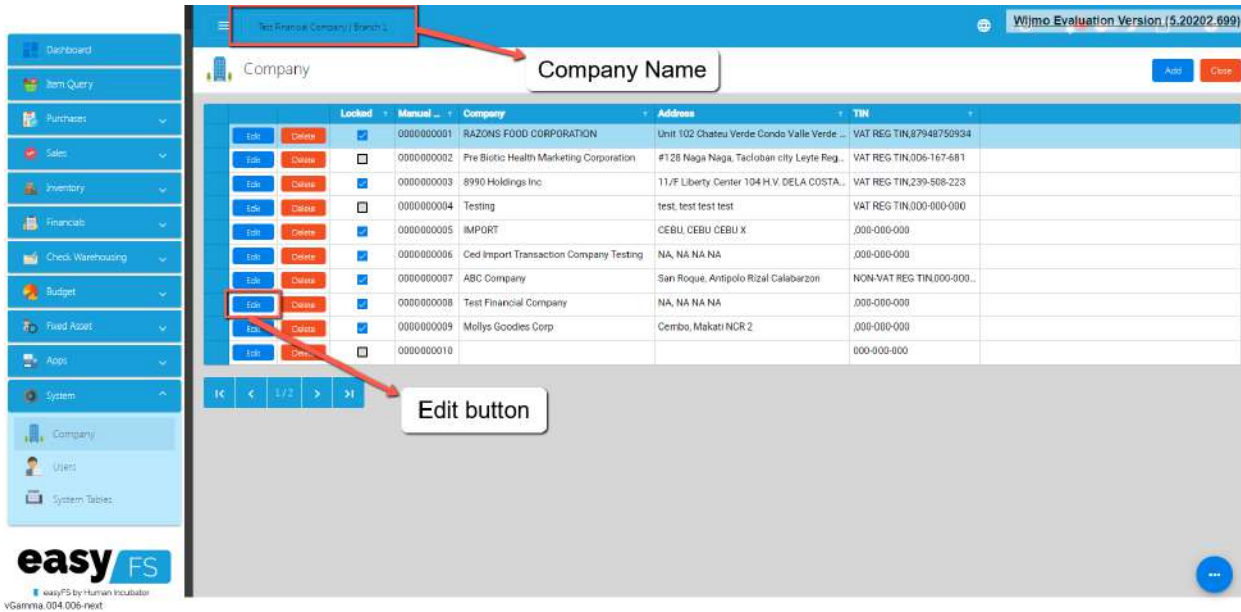 Test Financial Company | Branch 1
Wijmo Evaluation Version (5.20202.699)
Company Name
Company
Add
Close
Dashboard
Item Query
Purchases
Sales
Inventory
Financials
Check Warehousing
Budget
Fixed Asset
Apps
System
Company
Users
System Tables
Locked Manual ... Company Address TIN
Edit Delete 0000000001 RAZONS FOOD CORPORATION Unit 102 Chateu Verde Condo Valle Verde ... VAT REG TIN,87948750934
Edit Delete 0000000002 Pre Biotic Health Marketing Corporation #128 Naga Naga, Tacloban city Leyte Reg... VAT REG TIN,006-167-681
Edit Delete 0000000003 8990 Holdings Inc 11/F Liberty Center 104 H.V. DELA COSTA... VAT REG TIN,239-508-223
Edit Delete 0000000004 Testing test, test test test VAT REG TIN,000-000-000
Edit Delete 0000000005 IMPORT CEBU, CEBU CEBU X ,000-000-000
Edit Delete 0000000006 Ced Import Transaction Company Testing NA, NA NA NA ,000-000-000
Edit Delete 0000000007 ABC Company San Roque, Antipolo Rizal Calabarzon NON-VAT REG TIN,000-000...
Edit Delete 0000000008 Test Financial Company NA, NA NA NA ,000-000-000
Edit Delete 0000000009 Mollys Goodies Corp Cembo, Makati NCR 2 ,000-000-000
Edit Delete 0000000010 000-000-000
1 / 2
Edit button
easy FS
easyFS by Human Incubator
vGamma.004.006-next